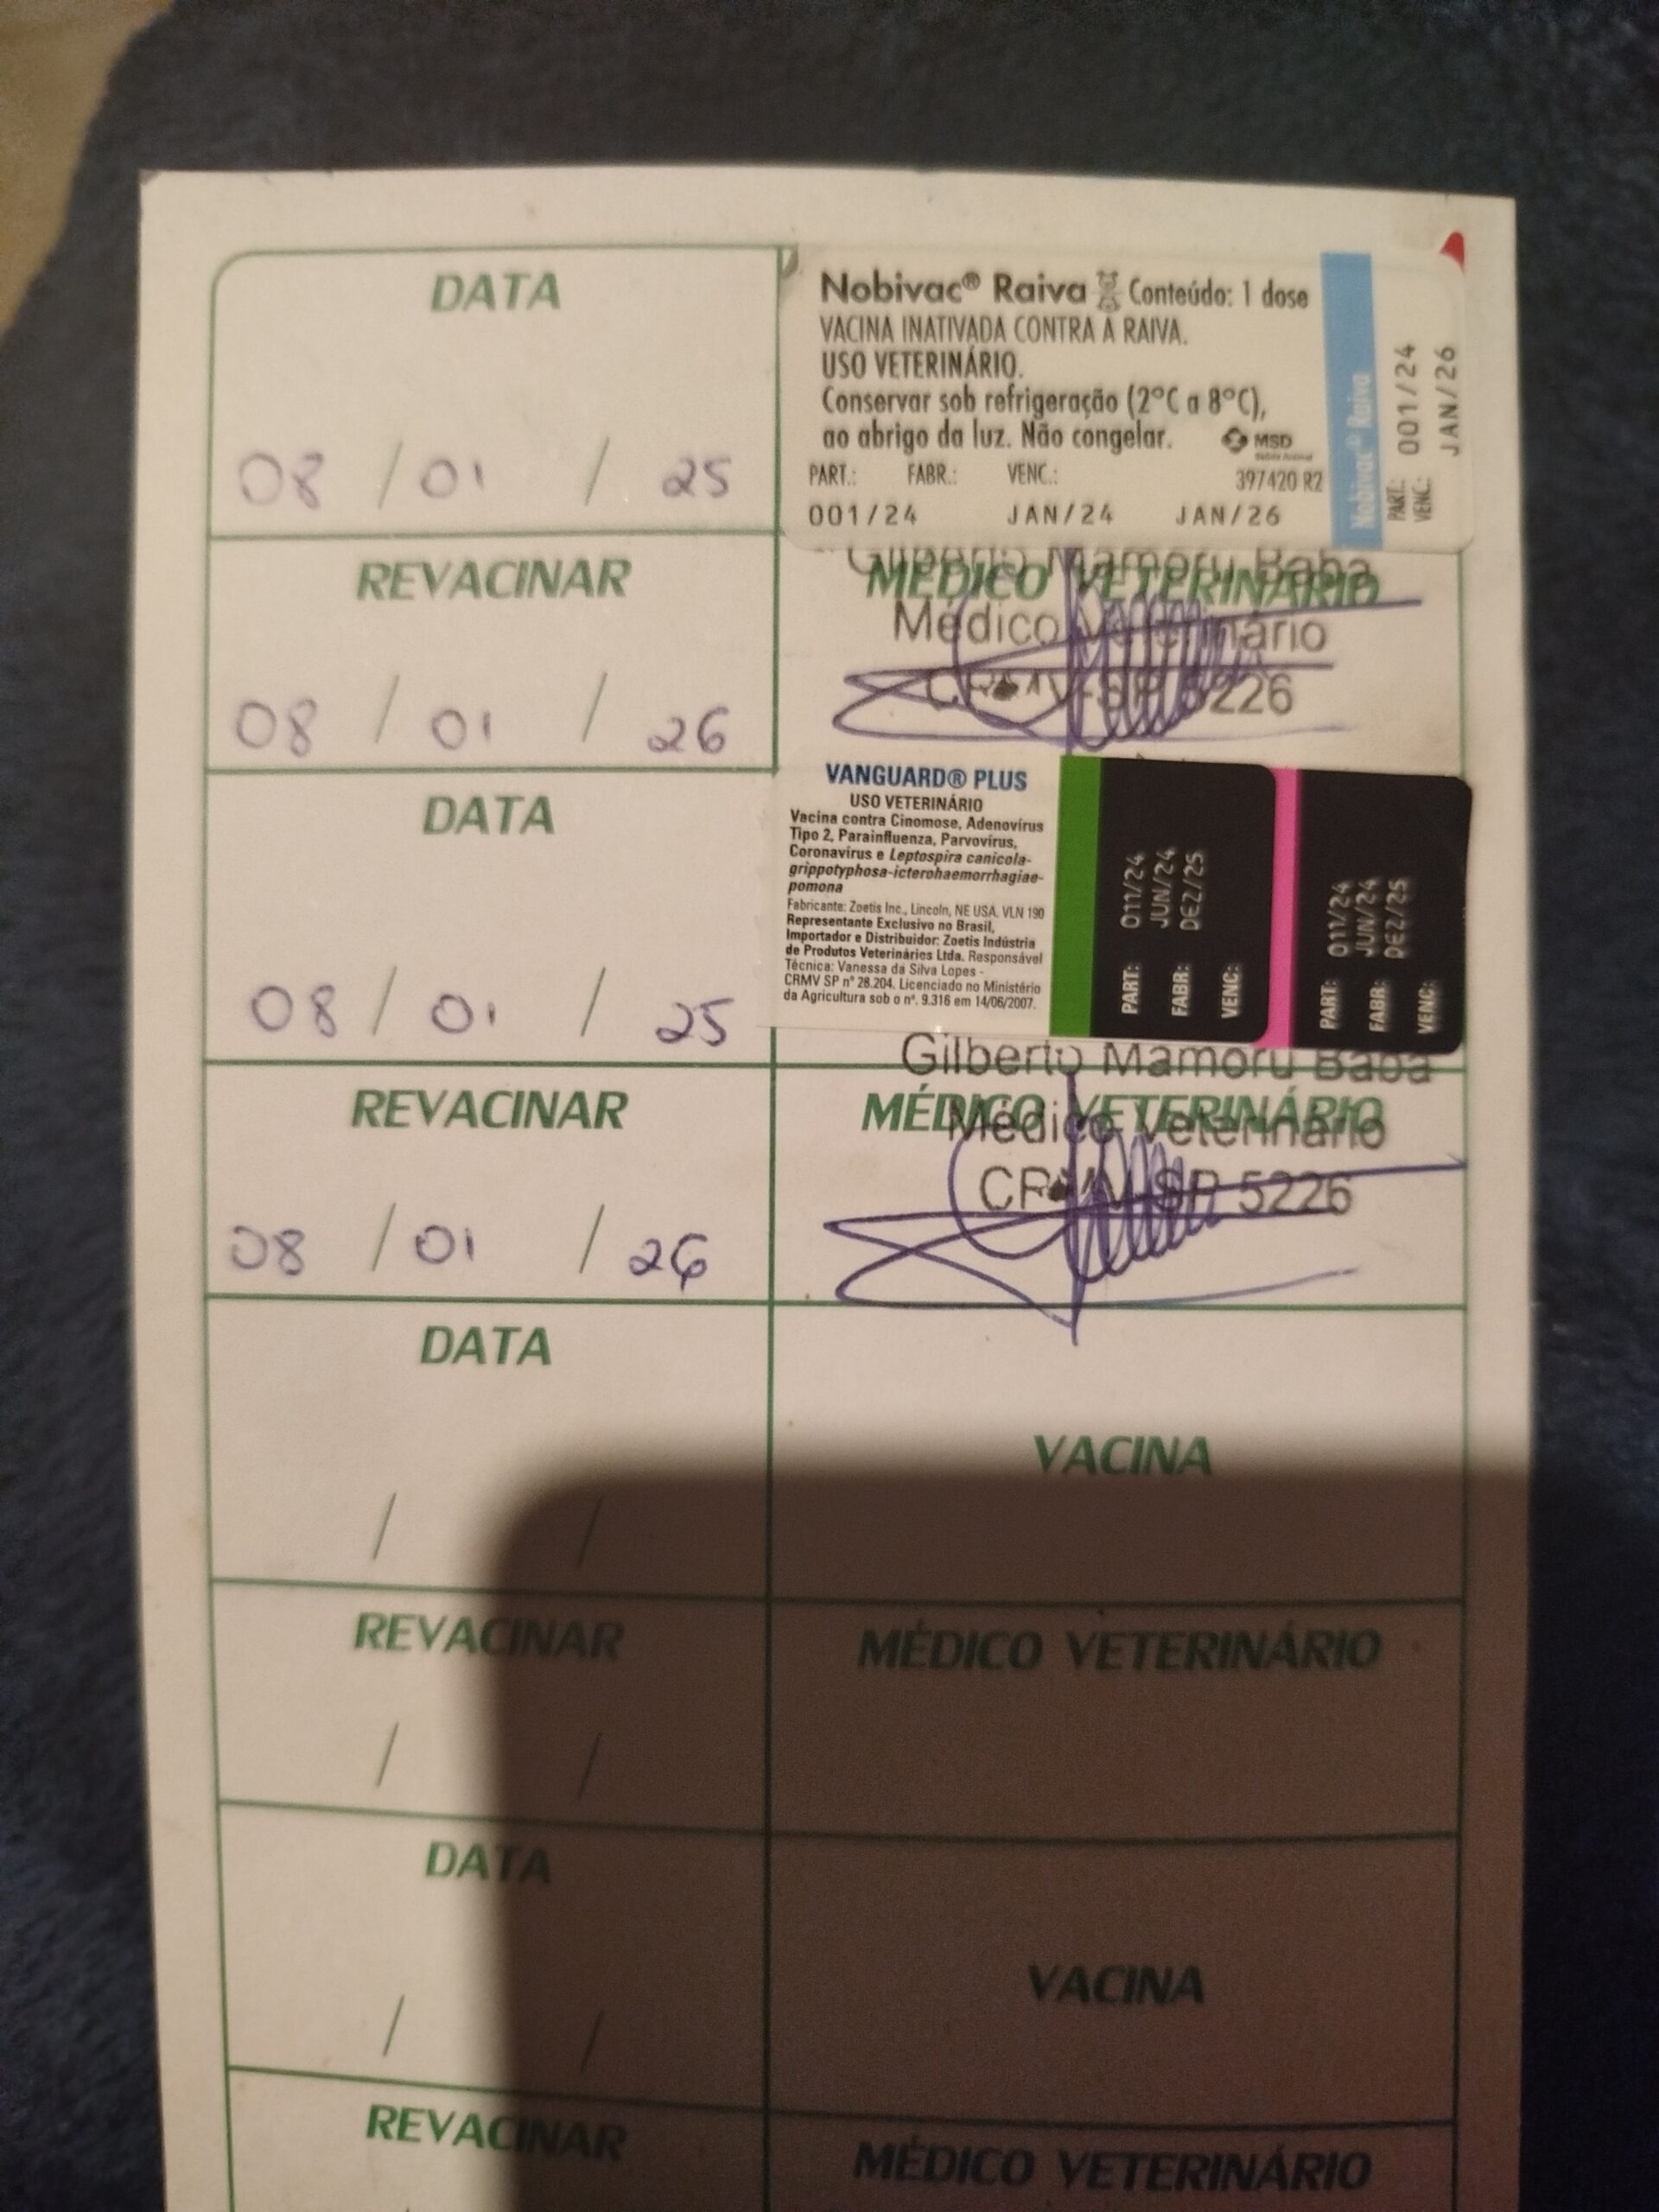 DATA
08 / 01 / 25
Nobivac® Raiva Conteúdo: 1 dose
VACINA INATIVADA CONTRA A RAIVA.
USO VETERINÁRIO.
Conservar sob refrigeração (2°C a 8°C),
ao abrigo da luz. Não congelar.
MSD
Saúde Animal
PART.: FABR.: VENC.:
397420 R2
001/24 JAN/24 JAN/26
Nobivac® Raiva
PART.: 001/24
VENC.: JAN/26
REVACINAR
08 / 01 / 26
Gilberto Mamoru Baba
MÉDICO VETERINÁRIO
Médico Veterinário
CRMV-SP 5226
DATA
08 / 01 / 25
VANGUARD® PLUS
USO VETERINÁRIO
Vacina contra Cinomose, Adenovírus
Tipo 2, Parainfluenza, Parvovírus,
Coronavírus e Leptospira canicola-
grippotyphosa-icterohaemorrhagiae-
pomona
Fabricante: Zoetis Inc., Lincoln, NE USA. VLN 190
Representante Exclusivo no Brasil,
Importador e Distribuidor: Zoetis Indústria
de Produtos Veterinários Ltda. Responsável
Técnica: Vanessa da Silva Lopes -
CRMV SP nº 28.204. Licenciado no Ministério
da Agricultura sob o nº. 9.316 em 14/06/2007.
PART: 011/24
FABR: JUN/24
VENC: DEZ/25
PART: 011/24
FABR: JUN/24
VENC: DEZ/25
REVACINAR
08 / 01 / 26
Gilberto Mamoru Baba
MÉDICO VETERINÁRIO
Médico Veterinário
CRMV-SP 5226
DATA
/ /
VACINA
REVACINAR
/ /
MÉDICO VETERINÁRIO
DATA
/ /
VACINA
REVACINAR
MÉDICO VETERINÁRIO